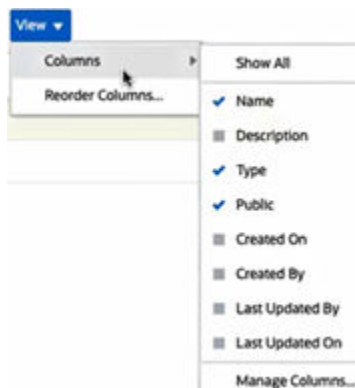 View
Columns
Reorder Columns...
Show All
Name
Description
Type
Public
Created On
Created By
Last Updated By
Last Updated On
Manage Columns...